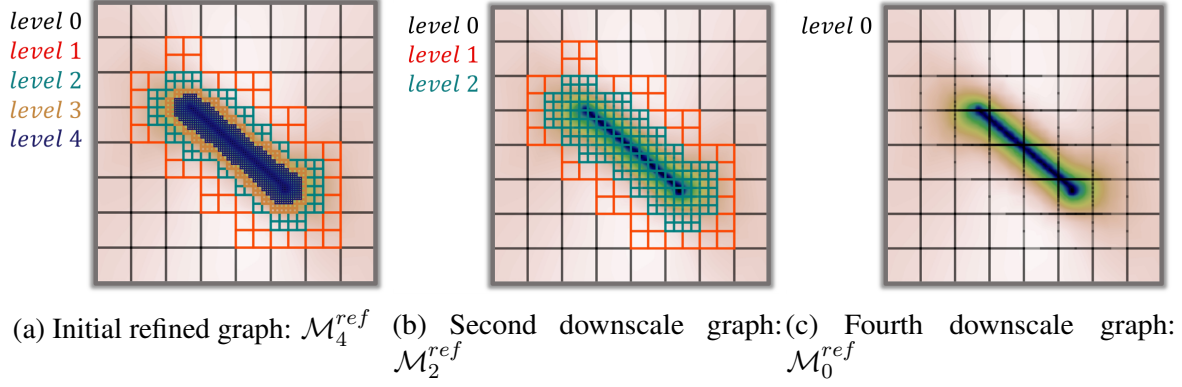 level 0
level 1
level 2
level 3
level 4
level 0
level 1
level 2
level 0
(a) Initial refined graph: $\mathcal{M}_4^{ref}$
(b) Second downscale graph:
$\mathcal{M}_2^{ref}$
(c) Fourth downscale graph:
$\mathcal{M}_0^{ref}$